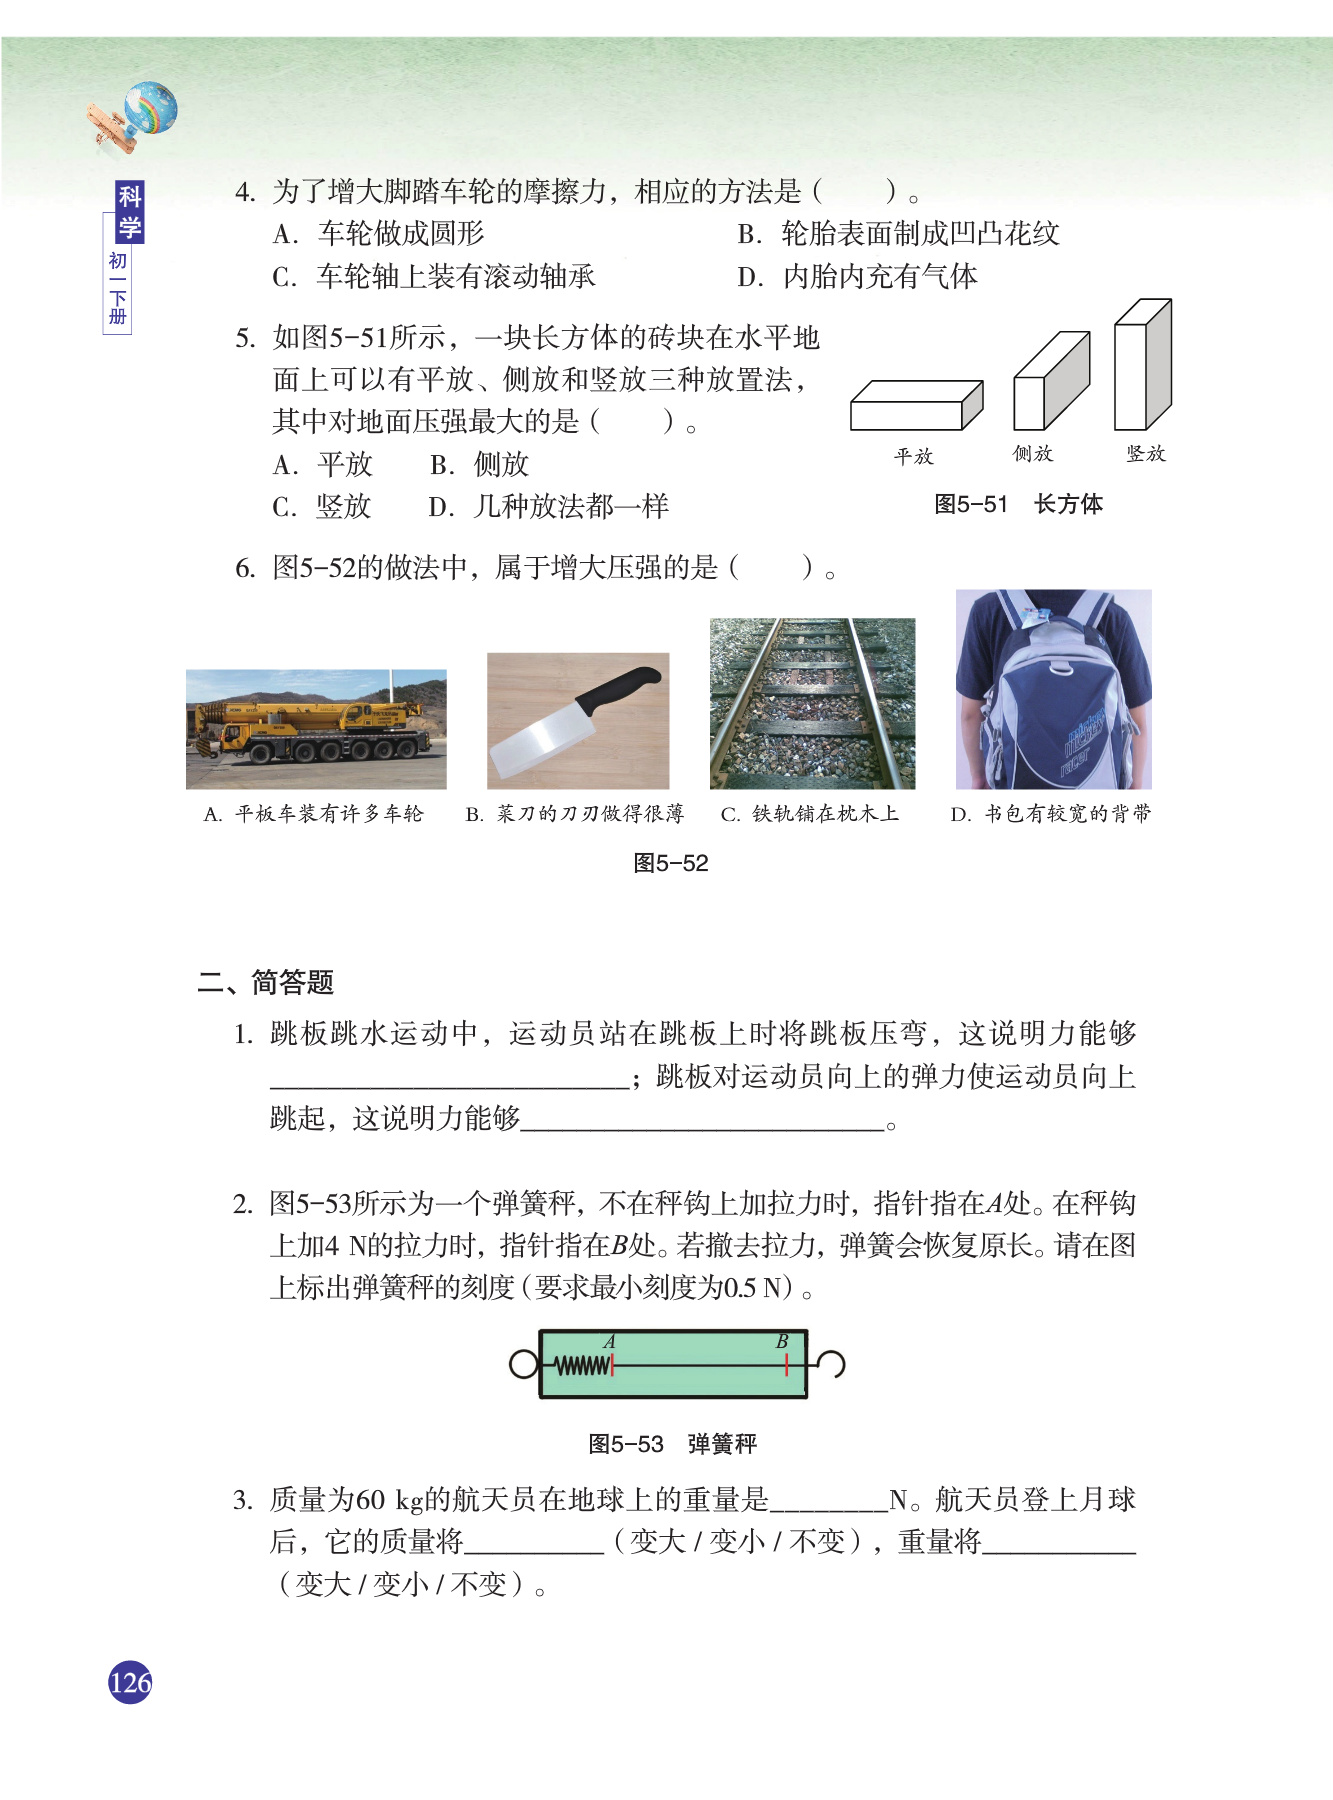 科学
初一下册
4. 为了增大脚踏车轮的摩擦力，相应的方法是（　　）。
A. 车轮做成圆形　　B. 轮胎表面制成凹凸花纹
C. 车轮轴上装有滚动轴承　　D. 内胎内充有气体
5. 如图5-51所示，一块长方体的砖块在水平地
面上可以有平放、侧放和竖放三种放置法，
其中对地面压强最大的是（　　）。
A. 平放　　B. 侧放
C. 竖放　　D. 几种放法都一样
平放　　侧放　　竖放
图5-51　长方体
6. 图5-52的做法中，属于增大压强的是（　　）。
A. 平板车装有许多车轮　　B. 菜刀的刀刃做得很薄　　C. 铁轨铺在枕木上　　D. 书包有较宽的背带
图5-52
二、简答题
1. 跳板跳水运动中，运动员站在跳板上时将跳板压弯，这说明力能够
__________________________；跳板对运动员向上的弹力使运动员向上
跳起，这说明力能够__________________________。
2. 图5-53所示为一个弹簧秤，不在秤钩上加拉力时，指针指在A处。在秤钩
上加4 N的拉力时，指针指在B处。若撤去拉力，弹簧会恢复原长。请在图
上标出弹簧秤的刻度（要求最小刻度为0.5 N）。
A　　B
图5-53　弹簧秤
3. 质量为60 kg的航天员在地球上的重量是________N。航天员登上月球
后，它的质量将__________（变大 / 变小 / 不变），重量将___________
（变大 / 变小 / 不变）。
126